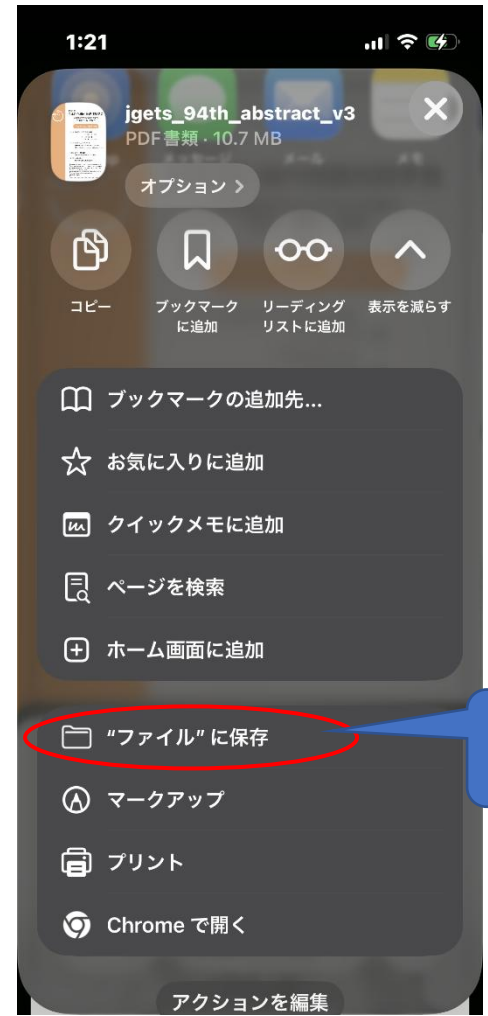 1:21
jgets_94th_abstract_v3
PDF書類・10.7 MB
オプション
コピー
ブックマーク
に追加
リーディング
リストに追加
表示を減らす
ブックマークの追加先...
お気に入りに追加
クイックメモに追加
ページを検索
ホーム画面に追加
“ファイル” に保存
マークアップ
プリント
Chrome で開く
アクションを編集